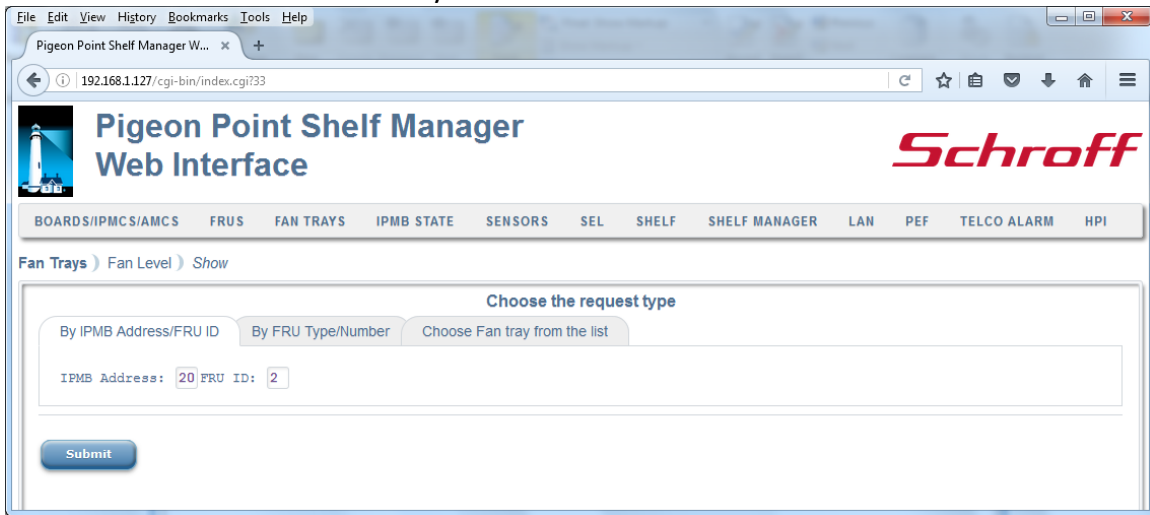 File Edit View History Bookmarks Tools Help
Pigeon Point Shelf Manager W... × +
192.168.1.127/cgi-bin/index.cgi?33
Pigeon Point Shelf Manager
Web Interface
Schroff
BOARDS/IPMCS/AMCS FRUS FAN TRAYS IPMB STATE SENSORS SEL SHELF SHELF MANAGER LAN PEF TELCO ALARM HPI
Fan Trays ) Fan Level ) Show
Choose the request type
By IPMB Address/FRU ID By FRU Type/Number Choose Fan tray from the list
IPMB Address: 20 FRU ID: 2
Submit